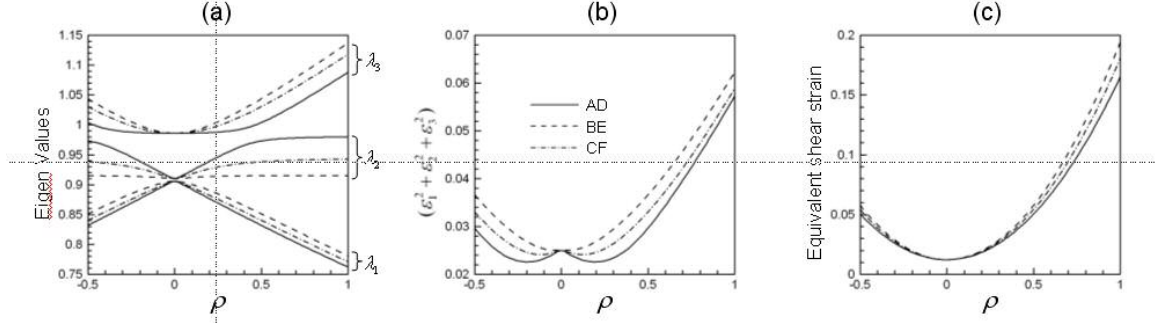 (a)
1.15
1.1
1.05
1
0.95
0.9
0.85
0.8
0.75
-0.5
0
0.5
1
Eigen Values
ρ
λ3
λ2
λ1
(b)
0.07
0.06
0.05
0.04
0.03
0.02
-0.5
0
0.5
1
(ε₁² + ε₂² + ε₃²)
ρ
AD
BE
CF
(c)
0.2
0.15
0.1
0.05
0
-0.5
0
0.5
1
Equivalent shear strain
ρ